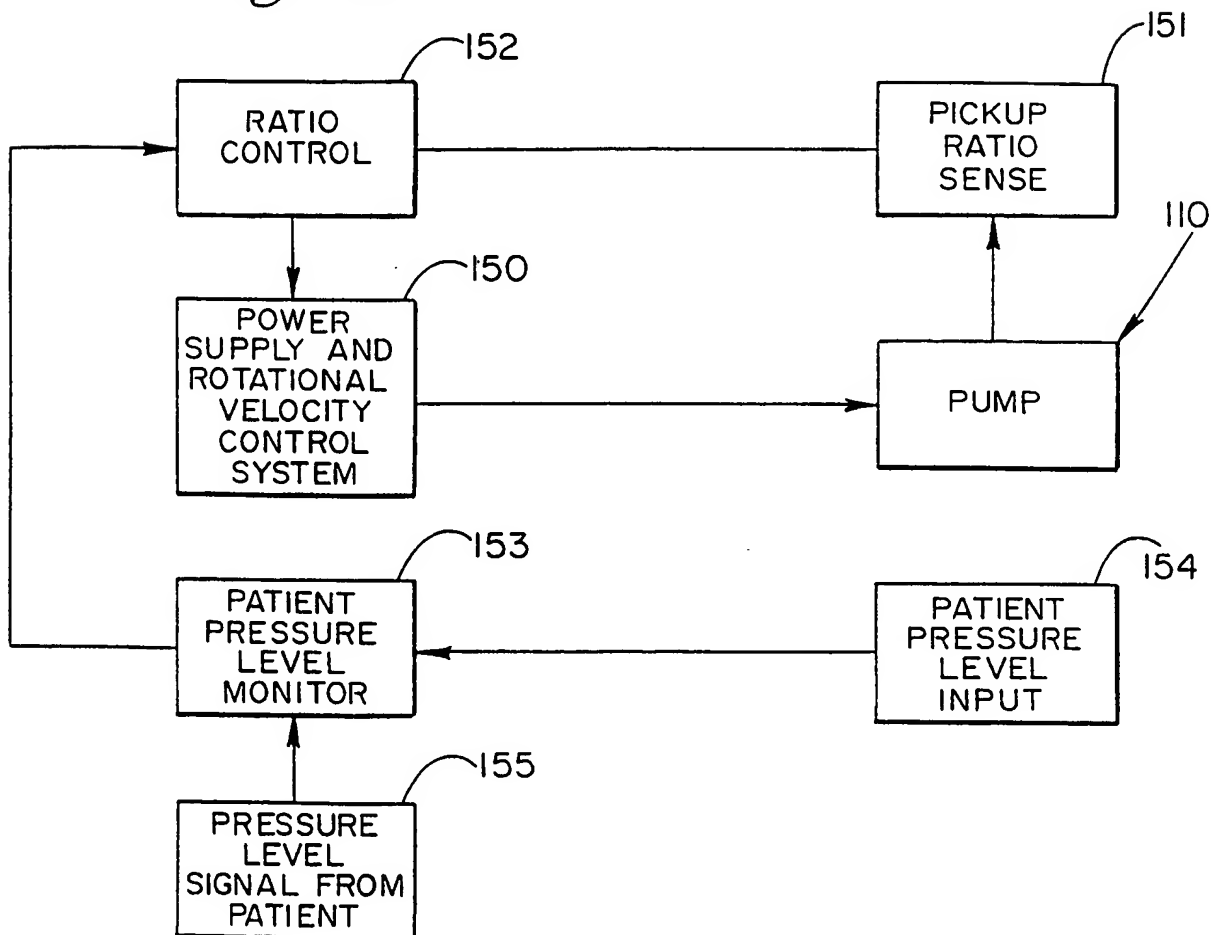 152
RATIO
CONTROL
151
PICKUP
RATIO
SENSE
110
150
POWER
SUPPLY AND
ROTATIONAL
VELOCITY
CONTROL
SYSTEM
PUMP
153
PATIENT
PRESSURE
LEVEL
MONITOR
154
PATIENT
PRESSURE
LEVEL
INPUT
155
PRESSURE
LEVEL
SIGNAL FROM
PATIENT